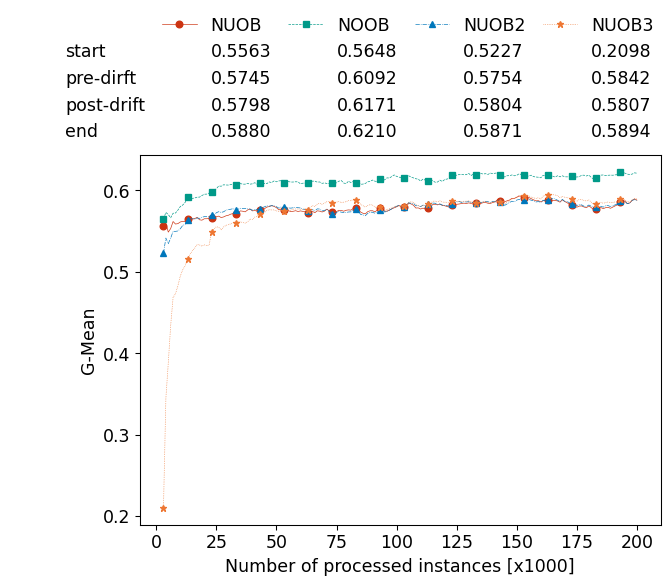 NUOB NOOB NUOB2 NUOB3
start 0.5563 0.5648 0.5227 0.2098
pre-dirft 0.5745 0.6092 0.5754 0.5842
post-drift 0.5798 0.6171 0.5804 0.5807
end 0.5880 0.6210 0.5871 0.5894
0.6
0.5
0.4
0.3
0.2
G-Mean
0 25 50 75 100 125 150 175 200
Number of processed instances [x1000]